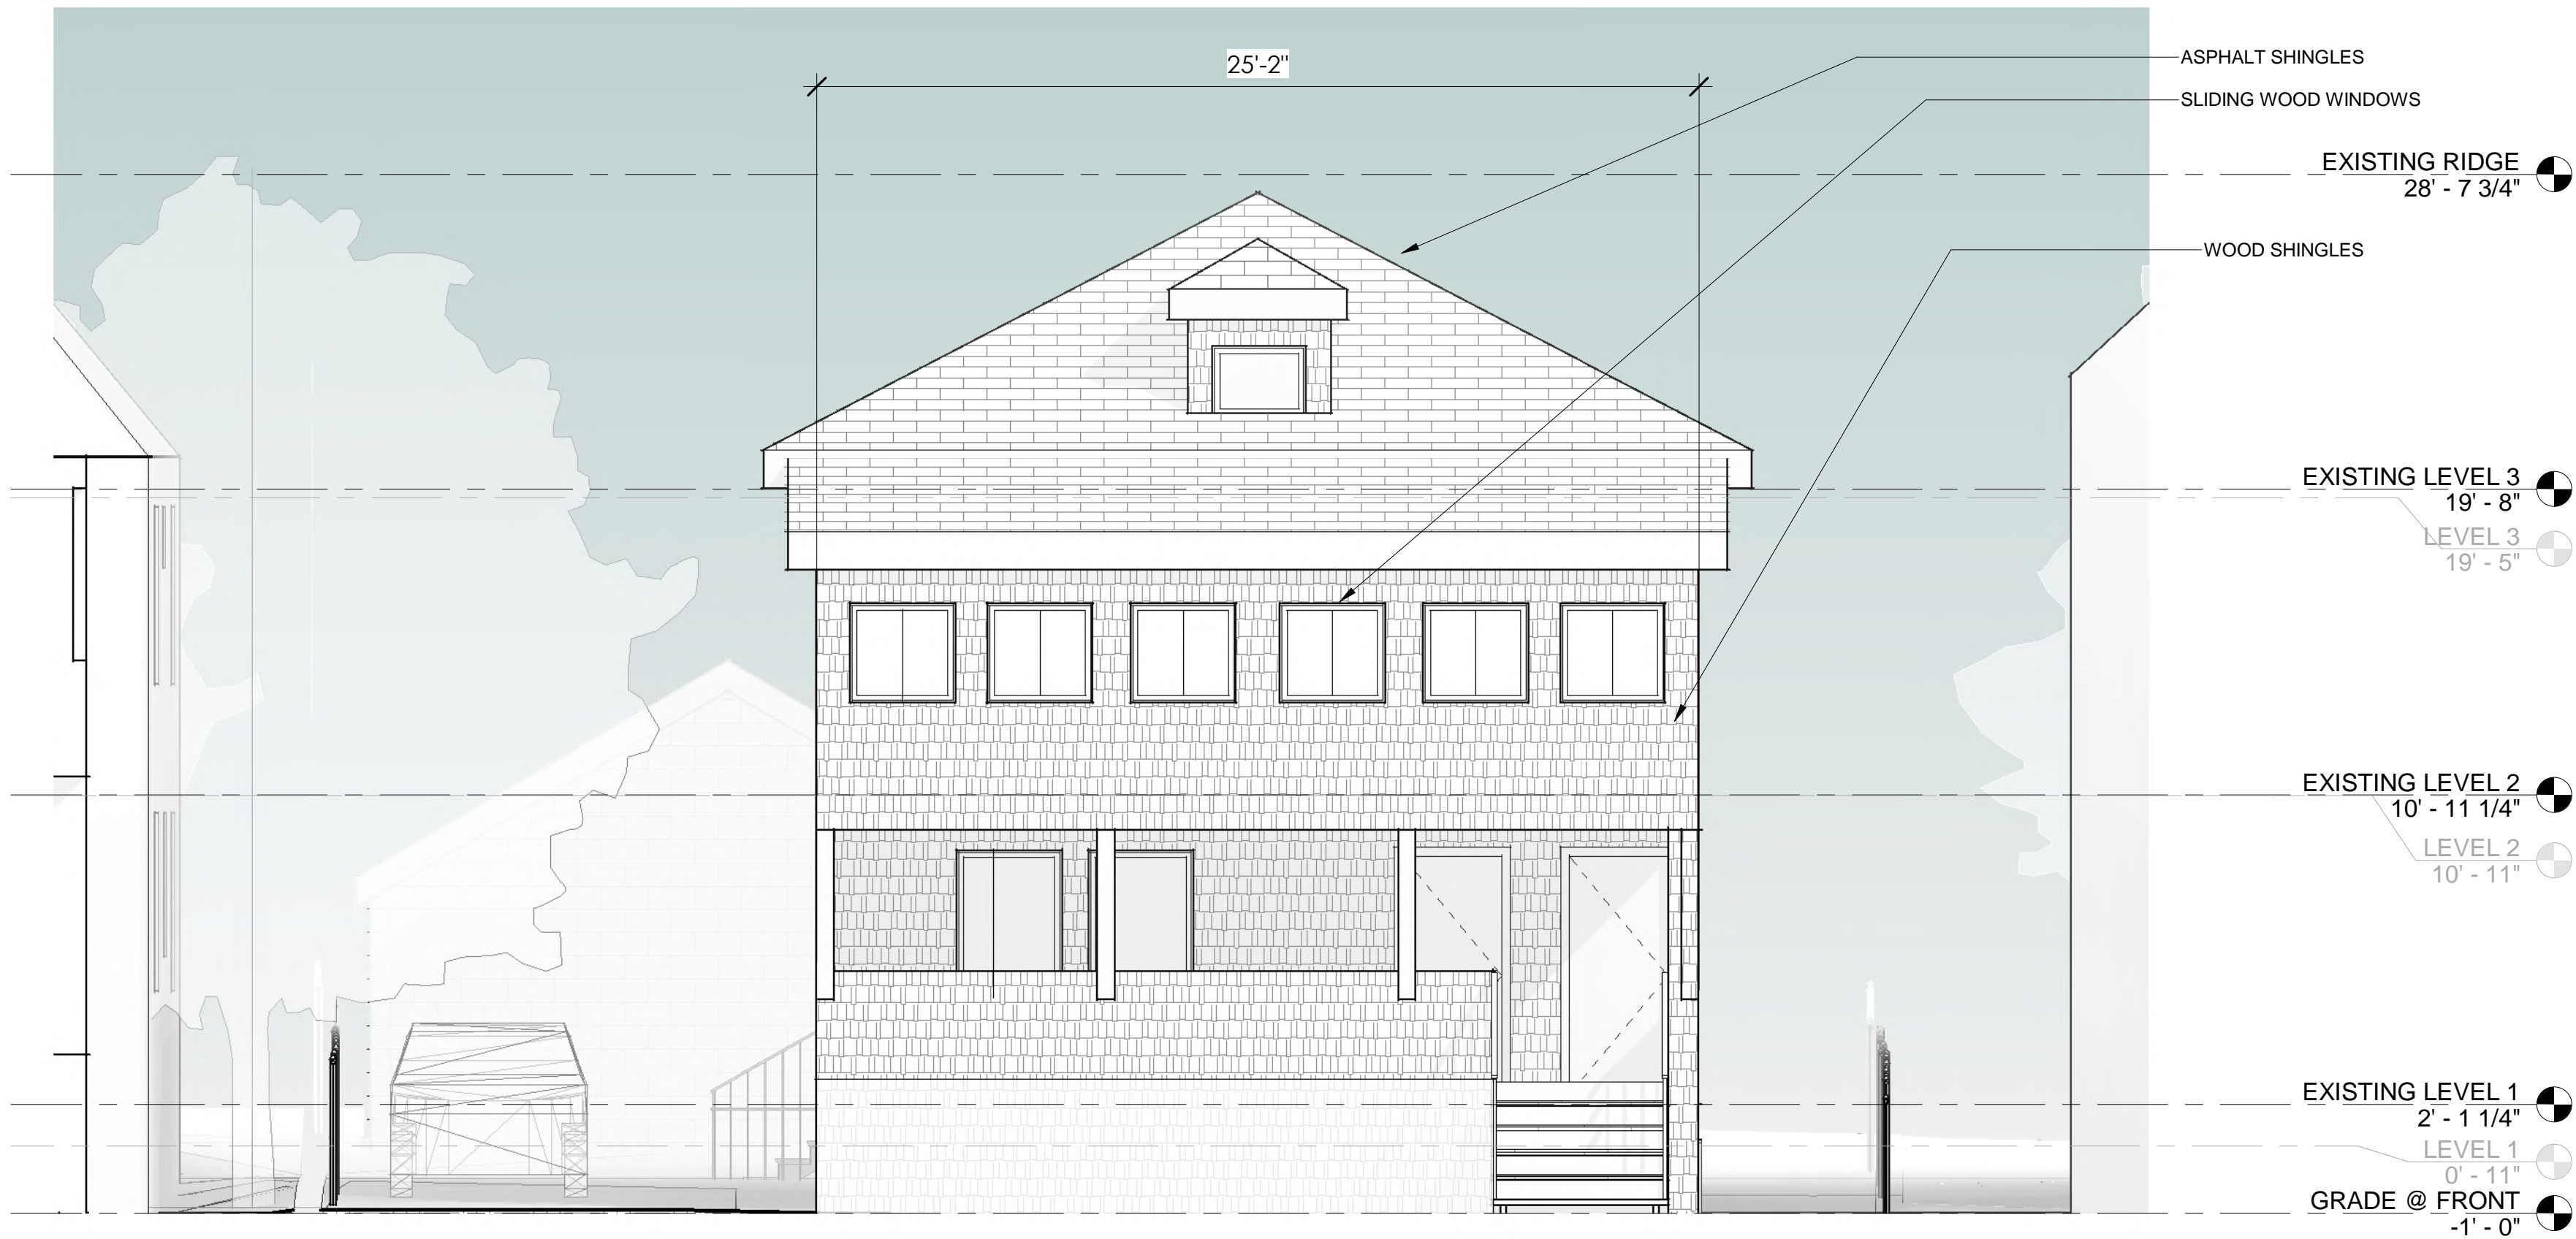 25'-2"
ASPHALT SHINGLES
SLIDING WOOD WINDOWS
EXISTING RIDGE
28' - 7 3/4"
WOOD SHINGLES
EXISTING LEVEL 3
19' - 8"
LEVEL 3
19' - 5"
EXISTING LEVEL 2
10' - 11 1/4"
LEVEL 2
10' - 11"
EXISTING LEVEL 1
2' - 1 1/4"
LEVEL 1
0' - 11"
GRADE @ FRONT
-1' - 0"